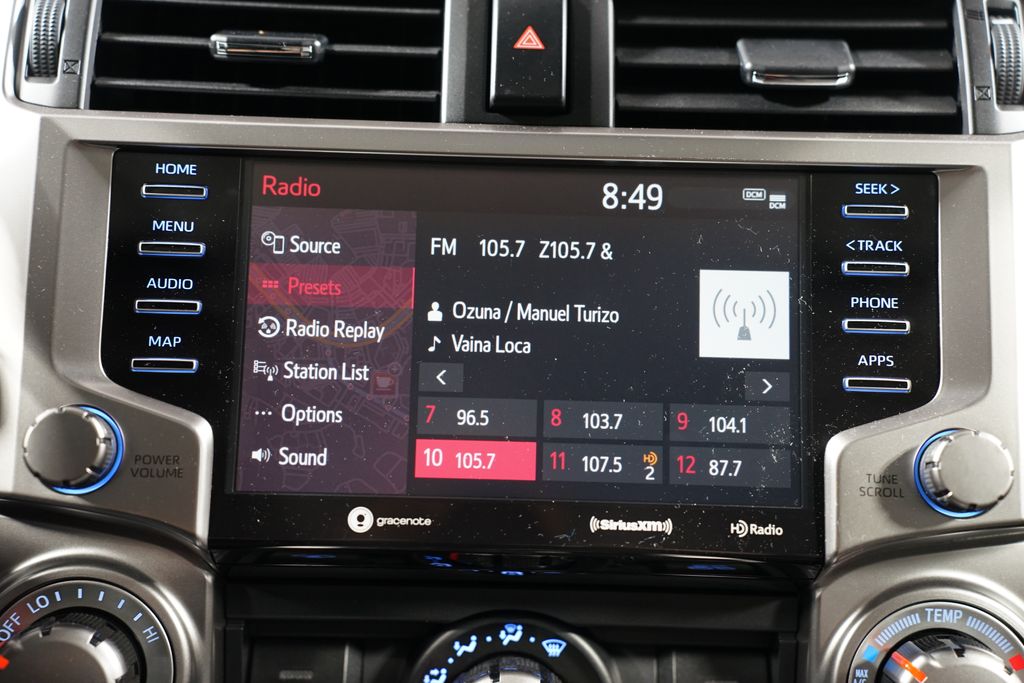 HOME
MENU
AUDIO
MAP
POWER
VOLUME
Radio
8:49
DCM
DCM
Source
Presets
Radio Replay
Station List
Options
Sound
FM 105.7 Z105.7 &
Ozuna / Manuel Turizo
Vaina Loca
<
>
7 96.5
8 103.7
9 104.1
10 105.7
11 107.5 HD 2
12 87.7
SEEK >
< TRACK
PHONE
APPS
TUNE
SCROLL
gracenote
((SiriusXM))
HD Radio
OFF LO HI
TEMP
MAX
A/C